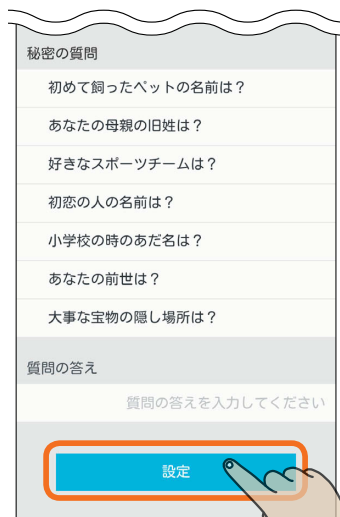 秘密の質問
初めて飼ったペットの名前は？
あなたの母親の旧姓は？
好きなスポーツチームは？
初恋の人の名前は？
小学校の時のあだ名は？
あなたの前世は？
大事な宝物の隠し場所は？
質問の答え
質問の答えを入力してください
設定